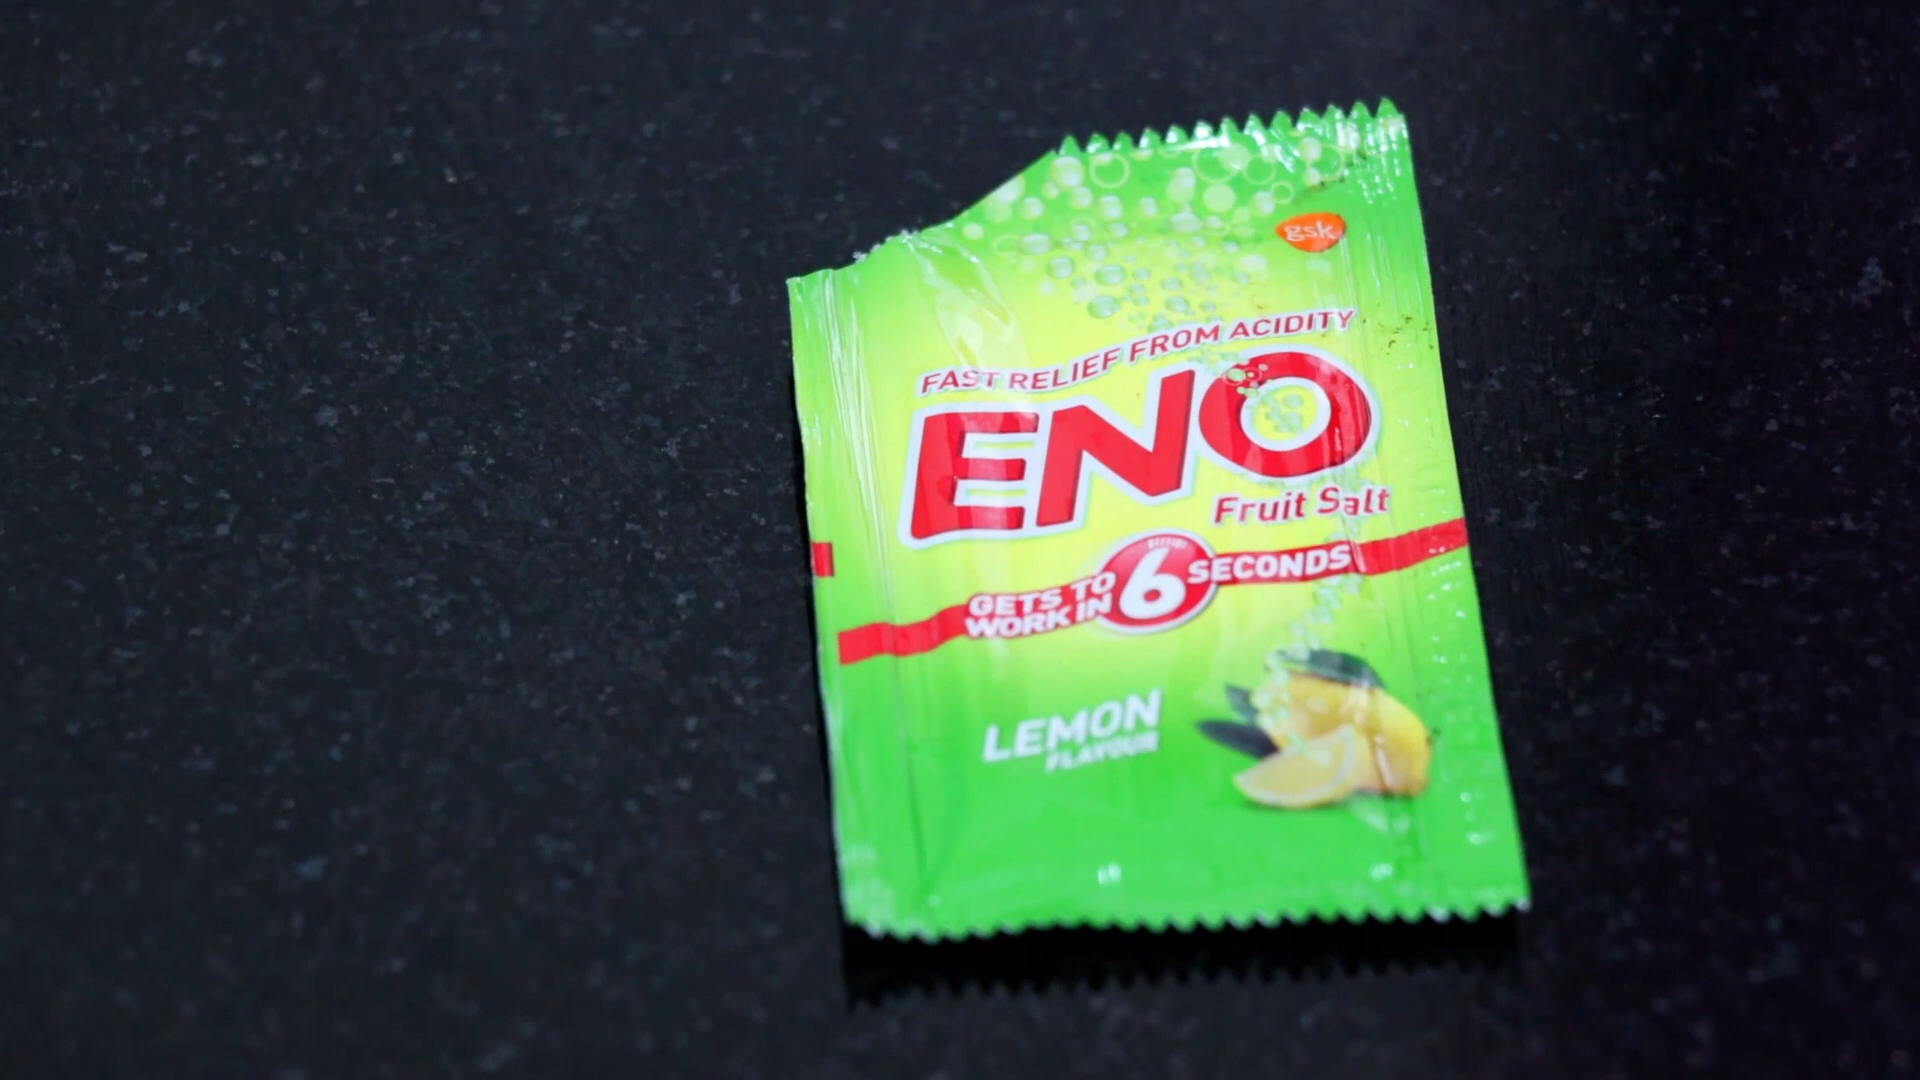 gsk
FAST RELIEF FROM ACIDITY
ENO
Fruit Salt
GETS TO
WORK IN 6 SECONDS
LEMON
FLAVOUR